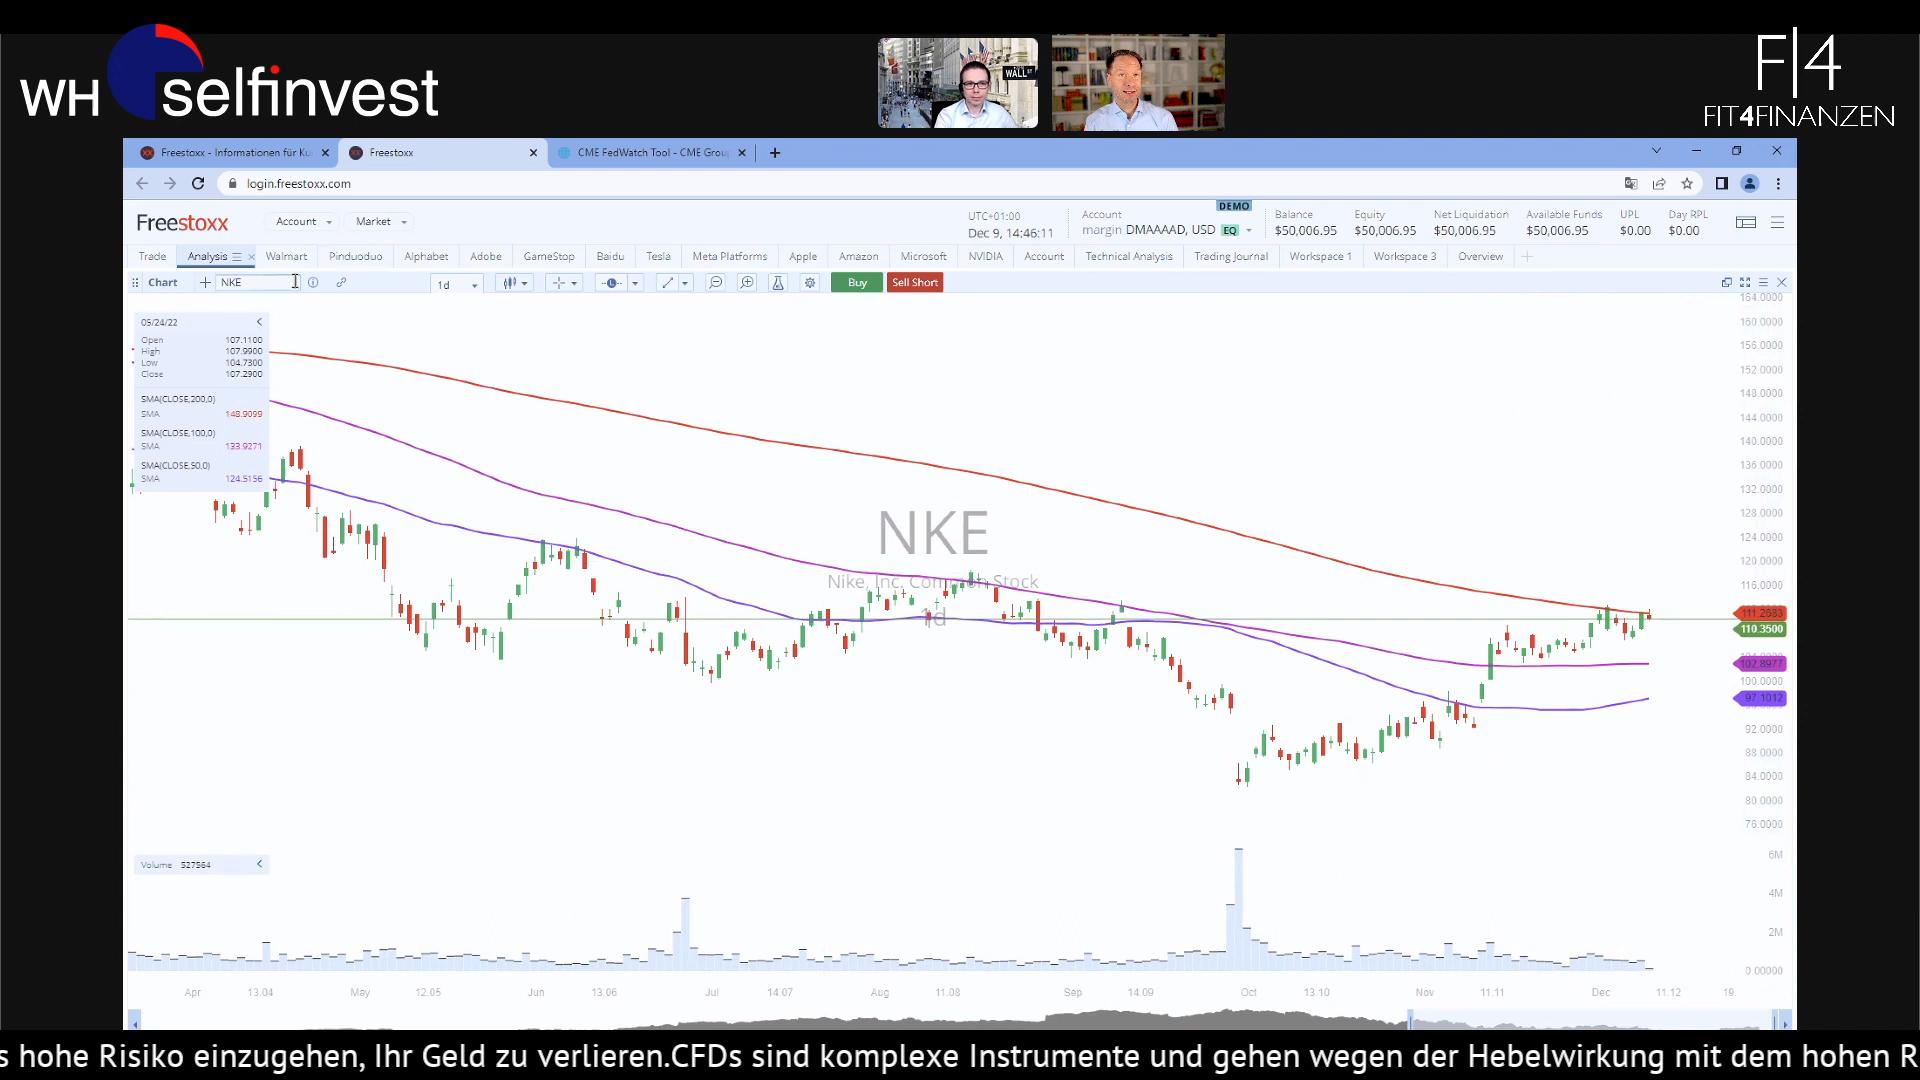 WH selfinvest
WALL ST
F|4
FIT4FINANZEN
Freestoxx - Informationen für Ku
Freestoxx
CME FedWatch Tool - CME Group
login.freestoxx.com
Freestoxx
Account
Market
UTC+01:00
Dec 9, 14:46:11
DEMO
Account
margin DMAAAAD, USD EQ
Balance
$50,006.95
Equity
$50,006.95
Net Liquidation
$50,006.95
Available Funds
$50,006.95
UPL
$0.00
Day RPL
$0.00
Trade Analysis Walmart Pinduoduo Alphabet Adobe GameStop Baidu Tesla Meta Platforms Apple Amazon Microsoft NVIDIA Account Technical Analysis Trading Journal Workspace 1 Workspace 3 Overview
Chart NKE 1d Buy Sell Short
05/24/22
Open 107.1100
High 107.9900
Low 104.7300
Close 107.2900
SMA(CLOSE,200,0)
SMA 148.9099
SMA(CLOSE,100,0)
SMA 133.9271
SMA(CLOSE,50,0)
SMA 124.5156
NKE
Nike, Inc. Common Stock
1d
164.0000
160.0000
156.0000
152.0000
148.0000
144.0000
140.0000
136.0000
132.0000
128.0000
124.0000
120.0000
116.0000
111.2683
110.3500
102.8977
100.0000
97.1012
92.0000
88.0000
84.0000
80.0000
76.0000
Volume 527564
6M
4M
2M
0.00000
Apr 13.04 May 12.05 Jun 13.06 Jul 14.07 Aug 11.08 Sep 14.09 Oct 13.10 Nov 11.11 Dec 11.12 19.
s hohe Risiko einzugehen, Ihr Geld zu verlieren.CFDs sind komplexe Instrumente und gehen wegen der Hebelwirkung mit dem hohen R